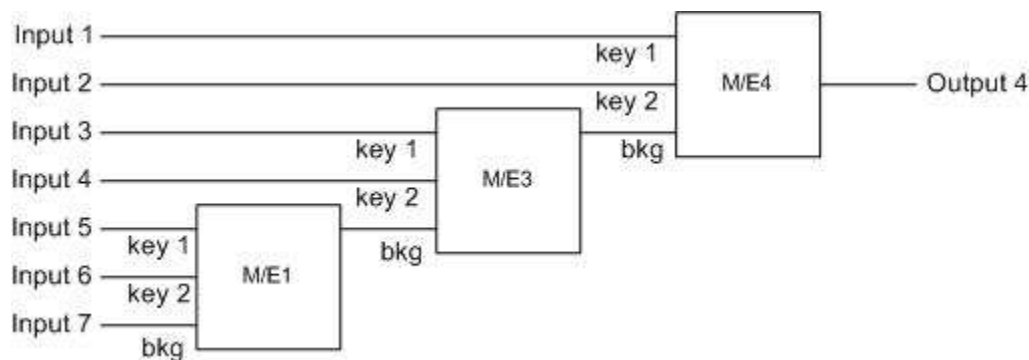 Input 1
key 1
Input 2
key 2
M/E4
Output 4
Input 3
key 1
bkg
Input 4
key 2
M/E3
Input 5
key 1
bkg
Input 6
key 2
M/E1
Input 7
bkg